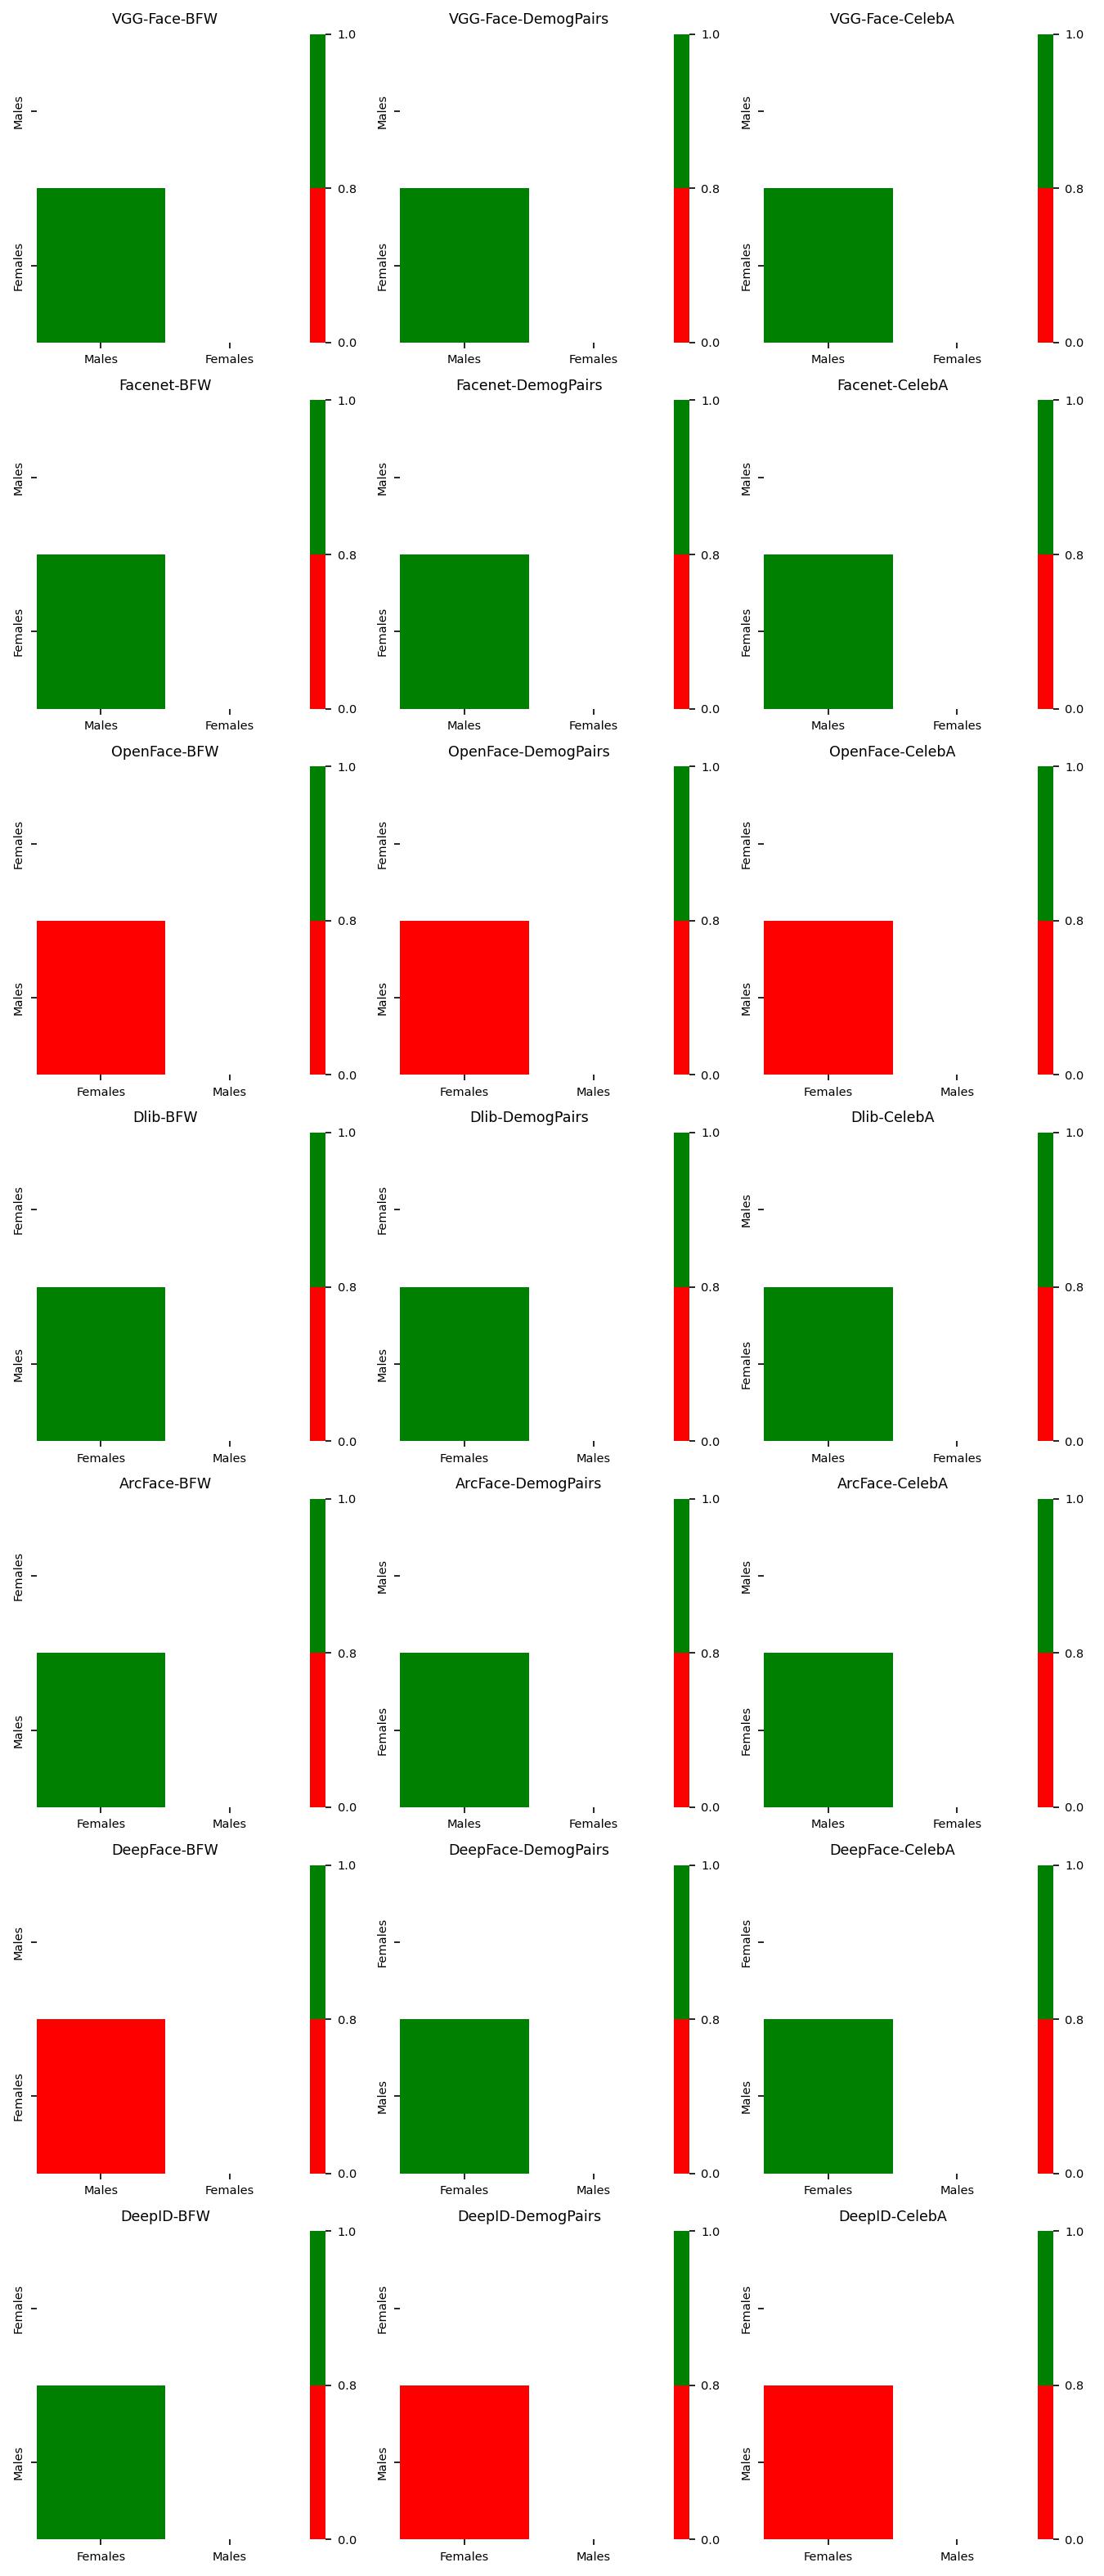 VGG-Face-BFW
1.0
Males
0.8
Females
0.0
Males Females
VGG-Face-DemogPairs
1.0
Males
0.8
Females
0.0
Males Females
VGG-Face-CelebA
1.0
Males
0.8
Females
0.0
Males Females
Facenet-BFW
1.0
Males
0.8
Females
0.0
Males Females
Facenet-DemogPairs
1.0
Males
0.8
Females
0.0
Males Females
Facenet-CelebA
1.0
Males
0.8
Females
0.0
Males Females
OpenFace-BFW
1.0
Females
0.8
Males
0.0
Females Males
OpenFace-DemogPairs
1.0
Females
0.8
Males
0.0
Females Males
OpenFace-CelebA
1.0
Females
0.8
Males
0.0
Females Males
Dlib-BFW
1.0
Females
0.8
Males
0.0
Females Males
Dlib-DemogPairs
1.0
Females
0.8
Males
0.0
Females Males
Dlib-CelebA
1.0
Males
0.8
Females
0.0
Males Females
ArcFace-BFW
1.0
Females
0.8
Males
0.0
Females Males
ArcFace-DemogPairs
1.0
Males
0.8
Females
0.0
Males Females
ArcFace-CelebA
1.0
Males
0.8
Females
0.0
Males Females
DeepFace-BFW
1.0
Males
0.8
Females
0.0
Males Females
DeepFace-DemogPairs
1.0
Females
0.8
Males
0.0
Females Males
DeepFace-CelebA
1.0
Females
0.8
Males
0.0
Females Males
DeepID-BFW
1.0
Females
0.8
Males
0.0
Females Males
DeepID-DemogPairs
1.0
Females
0.8
Males
0.0
Females Males
DeepID-CelebA
1.0
Females
0.8
Males
0.0
Females Males